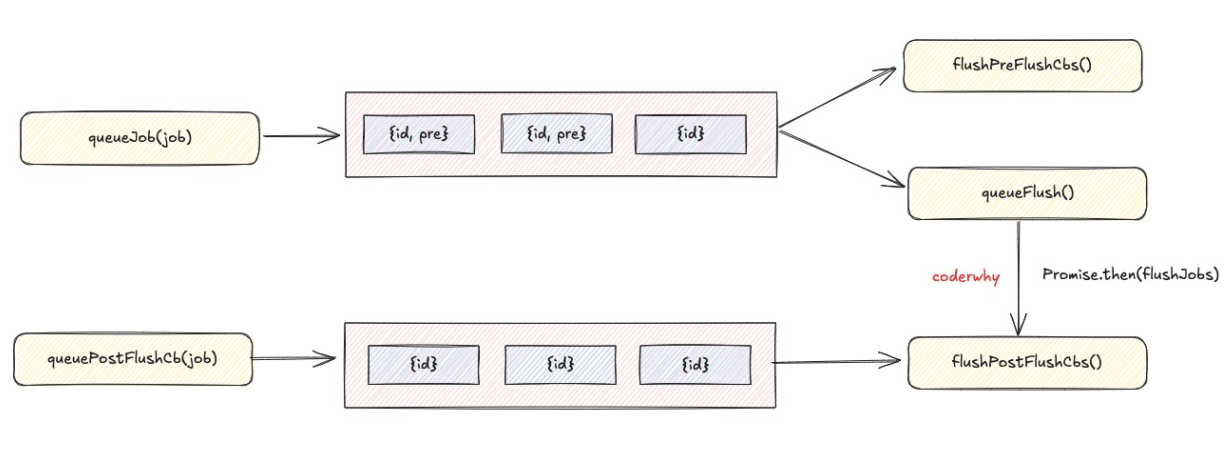 flushPreFlushCbs()
queueJob(job)
{id, pre}
{id, pre}
{id}
queueFlush()
coderwhy
Promise.then(flushJobs)
queuePostFlushCb(job)
{id}
{id}
{id}
flushPostFlushCbs()